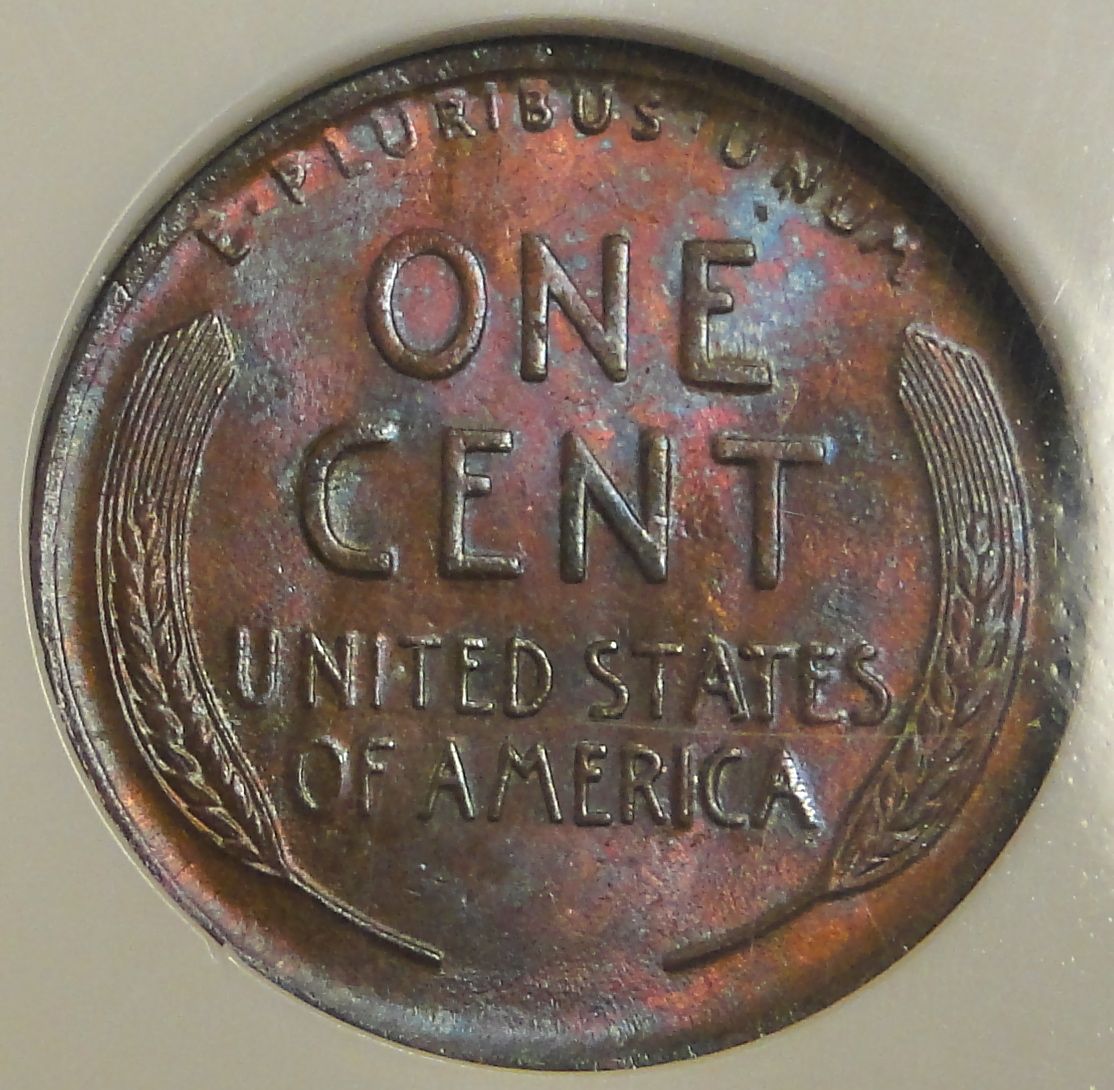 E·PLURIBUS·UNUM
ONE
CENT
UNITED STATES
OF AMERICA